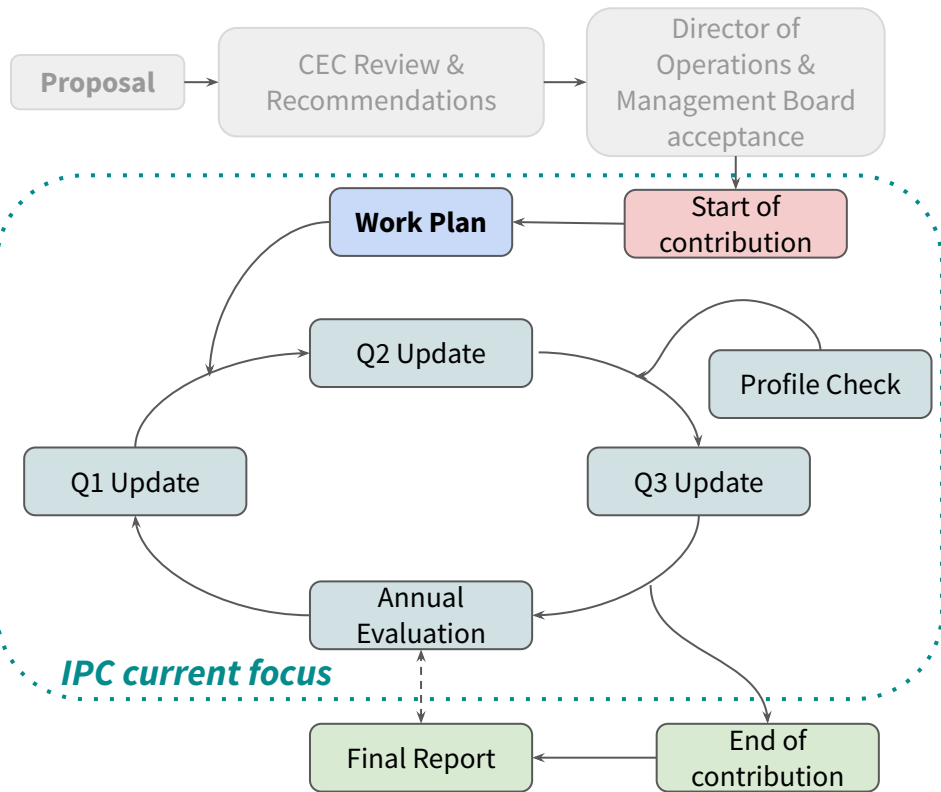 Proposal
CEC Review &
Recommendations
Director of
Operations &
Management Board
acceptance
Work Plan
Start of
contribution
Q2 Update
Profile Check
Q1 Update
Q3 Update
Annual
Evaluation
IPC current focus
Final Report
End of
contribution